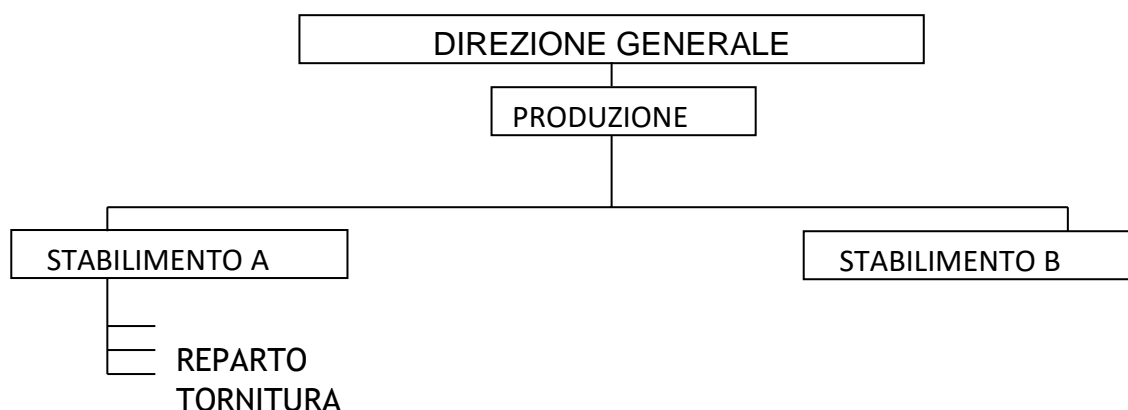 DIREZIONE GENERALE
PRODUZIONE
STABILIMENTO A
STABILIMENTO B
REPARTO
TORNITURA